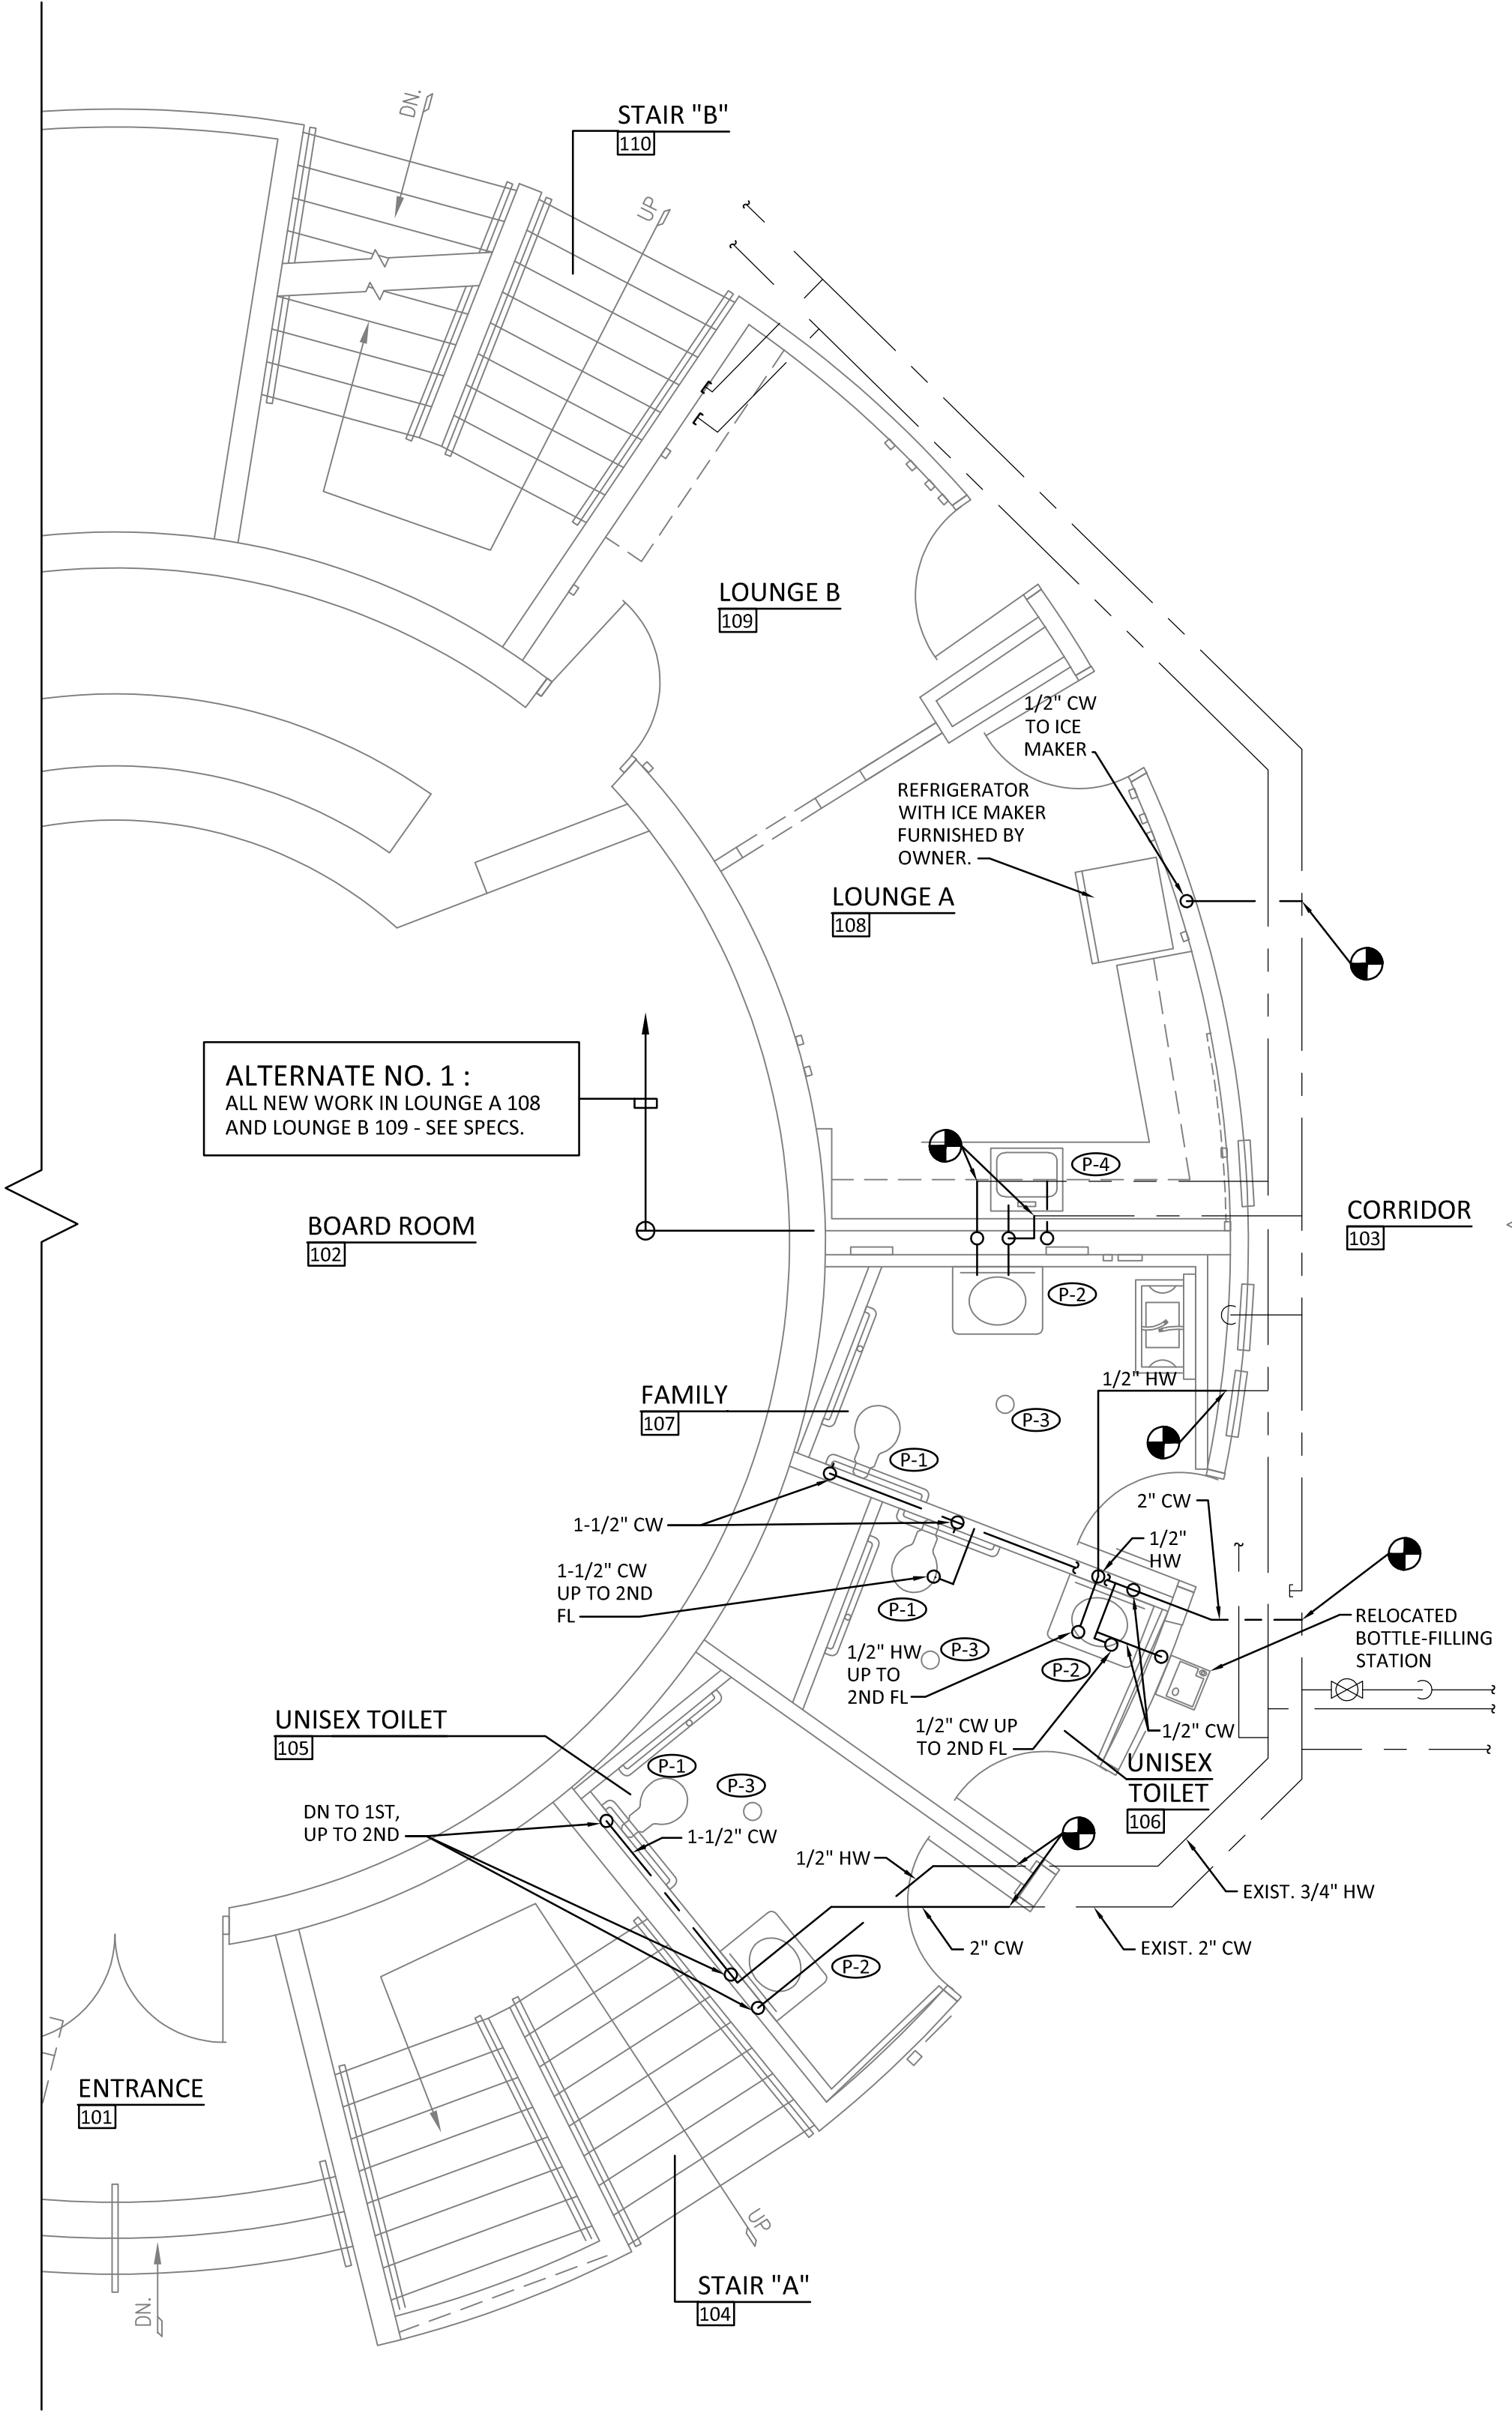 DN.
STAIR "B"
110
UP
LOUNGE B
109
1/2" CW
TO ICE
MAKER
REFRIGERATOR
WITH ICE MAKER
FURNISHED BY
OWNER.
LOUNGE A
108
ALTERNATE NO. 1 :
ALL NEW WORK IN LOUNGE A 108
AND LOUNGE B 109 - SEE SPECS.
P-4
BOARD ROOM
102
CORRIDOR
103
P-2
1/2" HW
FAMILY
107
P-3
P-1
2" CW
1-1/2" CW
1/2"
HW
1-1/2" CW
UP TO 2ND
FL
P-1
RELOCATED
BOTTLE-FILLING
STATION
1/2" HW
UP TO
2ND FL
P-3
P-2
UNISEX TOILET
105
1/2" CW UP
TO 2ND FL
1/2" CW
UNISEX
TOILET
106
P-1
P-3
DN TO 1ST,
UP TO 2ND
1-1/2" CW
1/2" HW
EXIST. 3/4" HW
2" CW
EXIST. 2" CW
P-2
ENTRANCE
101
UP
DN.
STAIR "A"
104